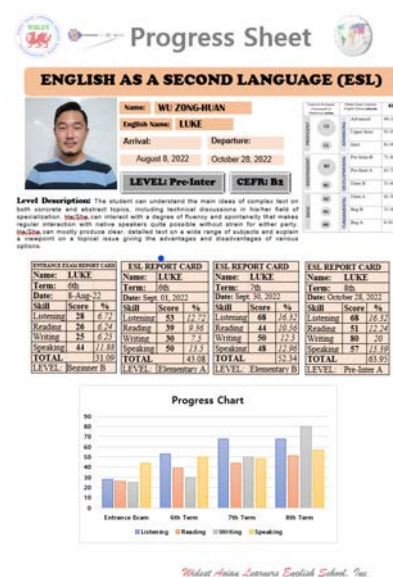 WALES
Progress Sheet
ENGLISH AS A SECOND LANGUAGE (ESL)
Name: WU ZONG-HUAN
English Name: LUKE
Arrival: Departure:
August 8, 2022 October 28, 2022
LEVEL: Pre-Inter CEFR: B2
Level Description: The student can understand the main ideas of complex text on
both concrete and abstract topics, including technical discussions in his/her field of
specialization. He/She can interact with a degree of fluency and spontaneity that makes
regular interaction with native speakers quite possible without strain for either party.
He/She can mostly produce clear, detailed text on a wide range of subjects and explain
a viewpoint on a topical issue giving the advantages and disadvantages of various
options.
ENTRANCE EXAM REPORT CARD
Name: LUKE
Term: 6th
Date: 8-Aug-22
Skill Score %
Listening 28 6.72
Reading 26 6.24
Writing 25 6.25
Speaking 44 11.88
TOTAL 31.09
LEVEL: Beginner B
ESL REPORT CARD
Name: LUKE
Term: 6th
Date: Sept. 01, 2022
Skill Score %
Listening 53 12.72
Reading 39 9.36
Writing 30 7.5
Speaking 50 13.5
TOTAL 43.08
LEVEL: Elementary A
ESL REPORT CARD
Name: LUKE
Term: 7th
Date: Sept. 30, 2022
Skill Score %
Listening 68 16.32
Reading 44 10.56
Writing 50 12.5
Speaking 48 12.96
TOTAL 52.34
LEVEL: Elementary B
ESL REPORT CARD
Name: LUKE
Term: 8th
Date: October 28, 2022
Skill Score %
Listening 68 16.32
Reading 51 12.24
Writing 80 20
Speaking 57 15.39
TOTAL 63.95
LEVEL: Pre-Inter A
Progress Chart
90
80
70
60
50
40
30
20
10
0
Entrance Exam 6th Term 7th Term 8th Term
Listening Reading Writing Speaking
Widest Asian Learners English School, Inc.